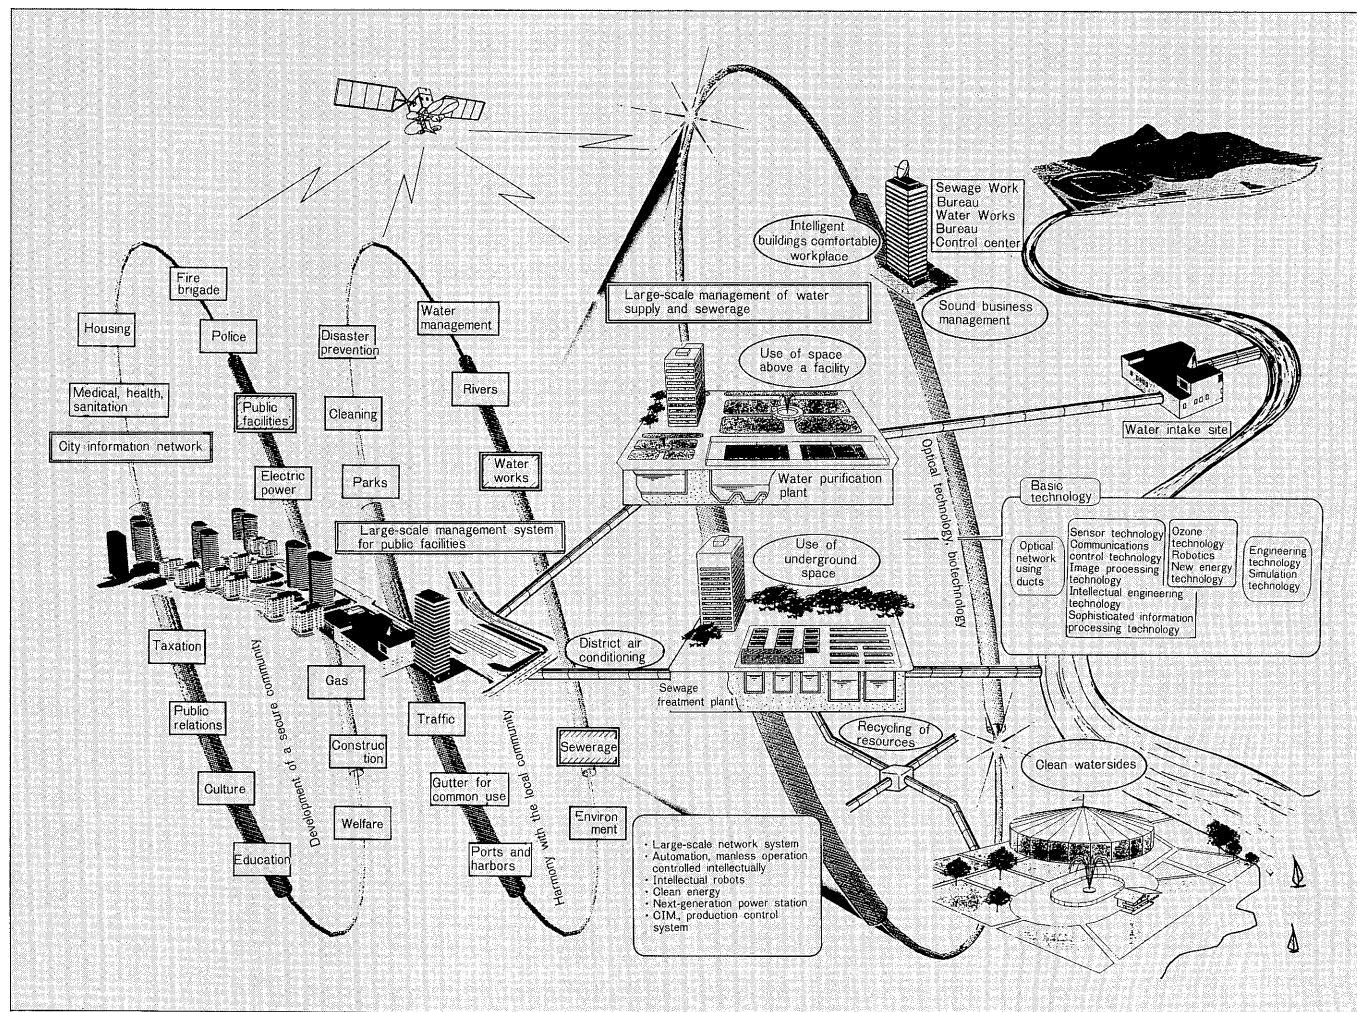 Fire
brigade
Housing
Police
Medical, health,
sanitation
Public
facilities
City information network
Electric
power
Disaster
prevention
Water
management
Cleaning
Rivers
Parks
Water
works
Large-scale management system
for public facilities
Taxation
Public
relations
Culture
Education
Development of a secure community
Gas
Construc
tion
Welfare
Traffic
Gutter for
common use
Ports and
harbors
Harmony with the local community
Sewerage
Environ
ment
Large-scale management of water
supply and sewerage
Intelligent
buildings comfortable
workplace
Sewage Work
Bureau
Water Works
Bureau
Control center
Sound business
management
Use of space
above a facility
Water purification
plant
Water intake site
Optical technology, biotechnology
Use of
underground
space
District air
conditioning
Sewage
treatment plant
Recycling of
resources
Clean watersides
Basic
technology
Optical
network
using
ducts
Sensor technology
Communications
control technology
Image processing
technology
Intellectual engineering
technology
Sophisticated information
processing technology
Ozone
technology
Robotics
New energy
technology
Engineering
technology
Simulation
technology
· Large-scale network system
· Automation, manless operation
controlled intellectually
· Intellectual robots
· Clean energy
· Next-generation power station
· CIM., production control
system